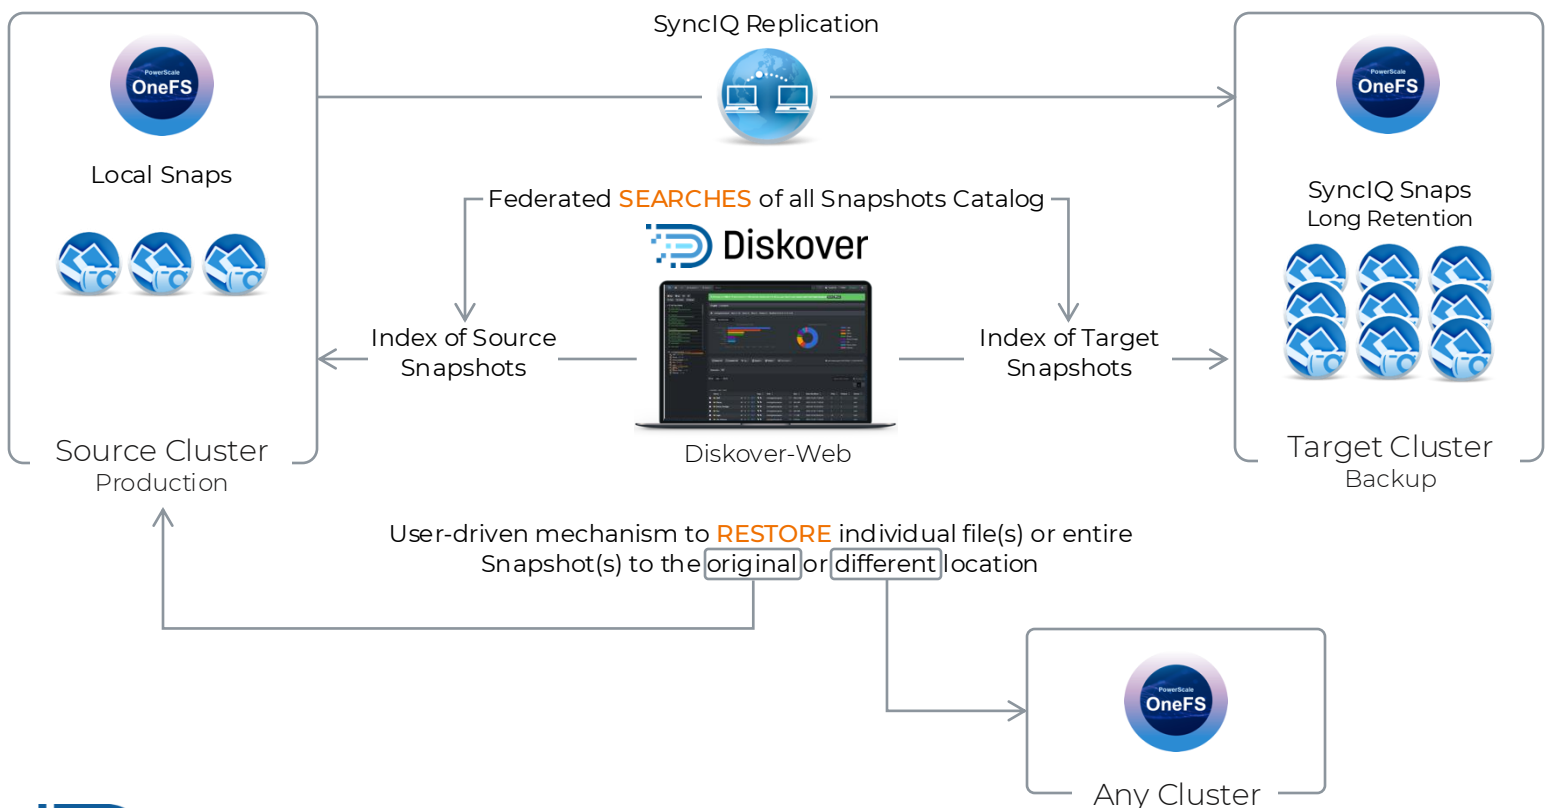 SyncIQ Replication
PowerScale
OneFS
PowerScale
OneFS
Local Snaps
Federated SEARCHES of all Snapshots Catalog
SyncIQ Snaps
Long Retention
Diskover
Index of Source
Snapshots
Index of Target
Snapshots
Source Cluster
Production
Diskover-Web
Target Cluster
Backup
User-driven mechanism to RESTORE individual file(s) or entire
Snapshot(s) to the original or different location
PowerScale
OneFS
Any Cluster